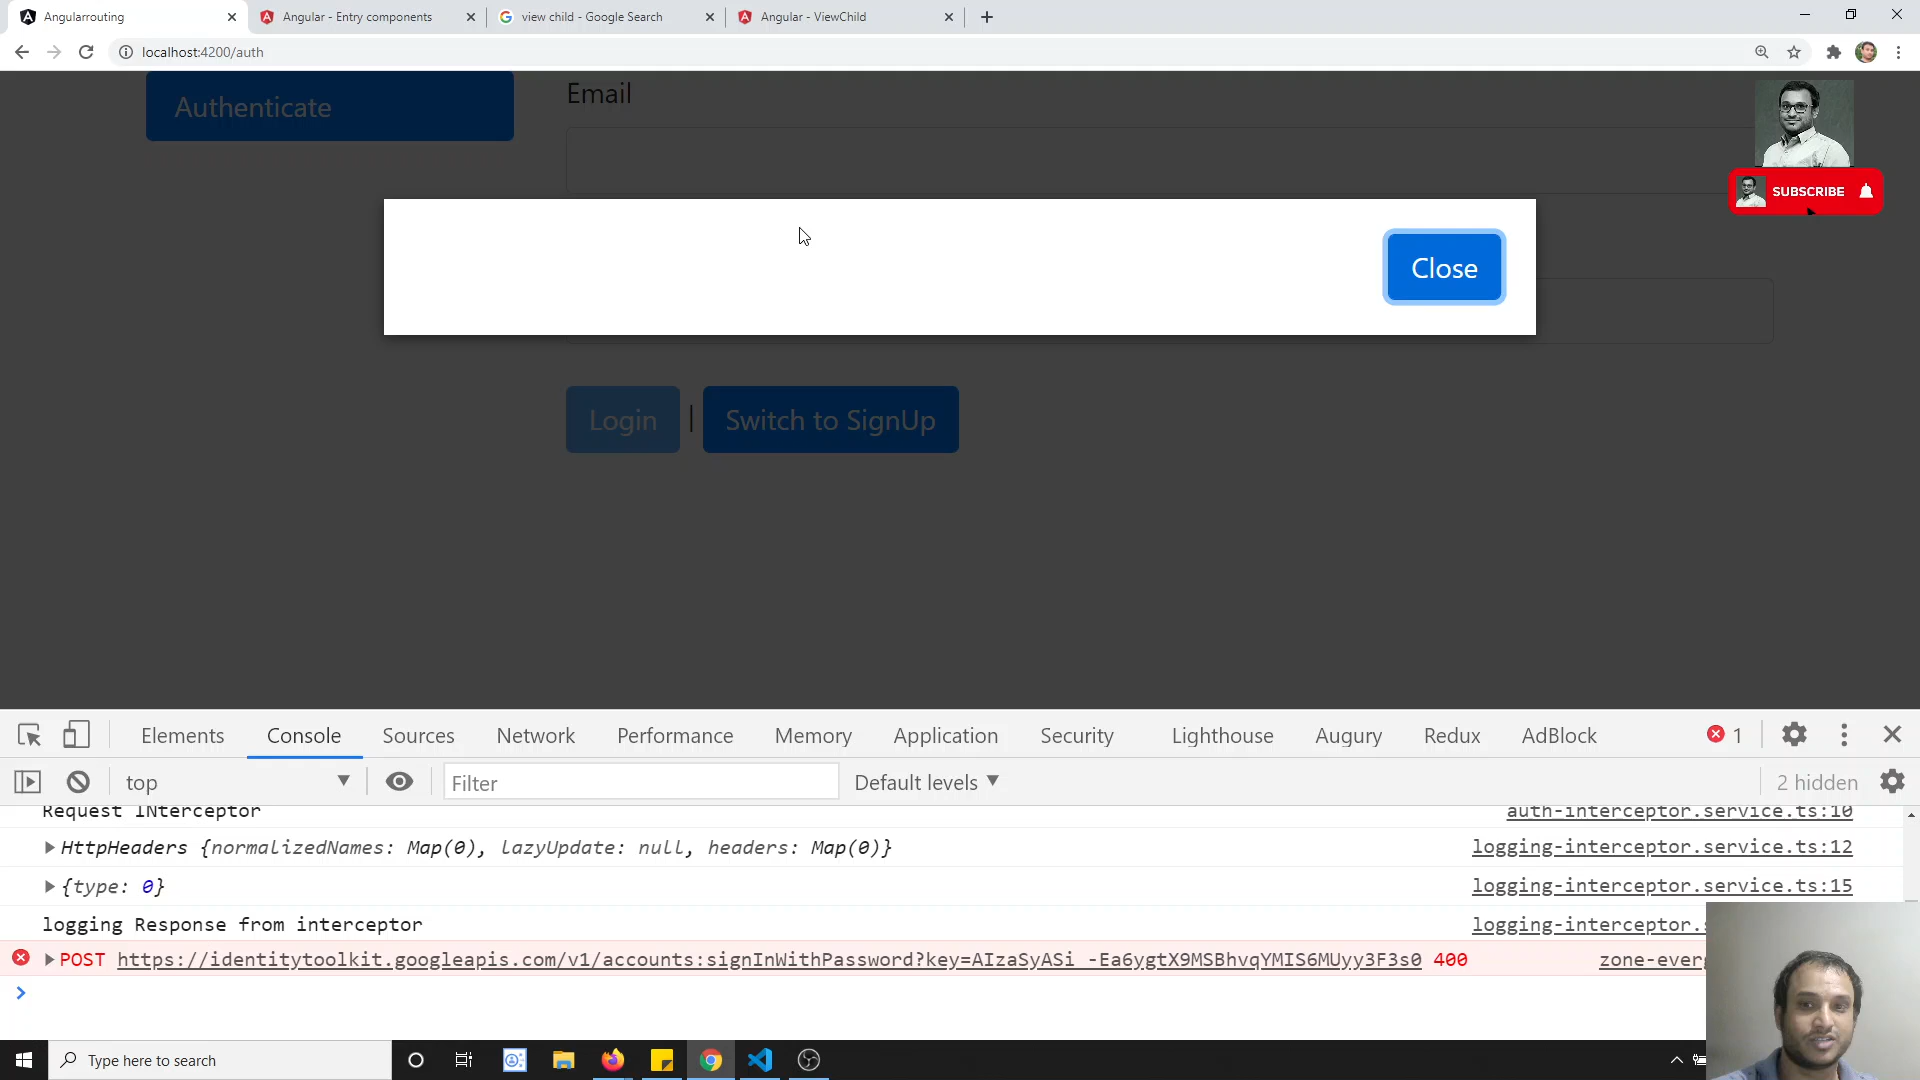 Angularrouting
Angular - Entry components
view child - Google Search
Angular - ViewChild
localhost:4200/auth
Authenticate
Email
SUBSCRIBE
Close
Login | Switch to SignUp
Elements Console Sources Network Performance Memory Application Security Lighthouse Augury Redux AdBlock 1
top Filter Default levels 2 hidden
Request INterceptor auth-interceptor.service.ts:10
HttpHeaders {normalizedNames: Map(0), lazyUpdate: null, headers: Map(0)} logging-interceptor.service.ts:12
{type: 0} logging-interceptor.service.ts:15
logging Response from interceptor logging-interceptor.
POST https://identitytoolkit.googleapis.com/v1/accounts:signInWithPassword?key=AIzaSyASi_-Ea6ygtX9MSBhvqYMIS6MUyy3F3s0 400 zone-everg
Type here to search